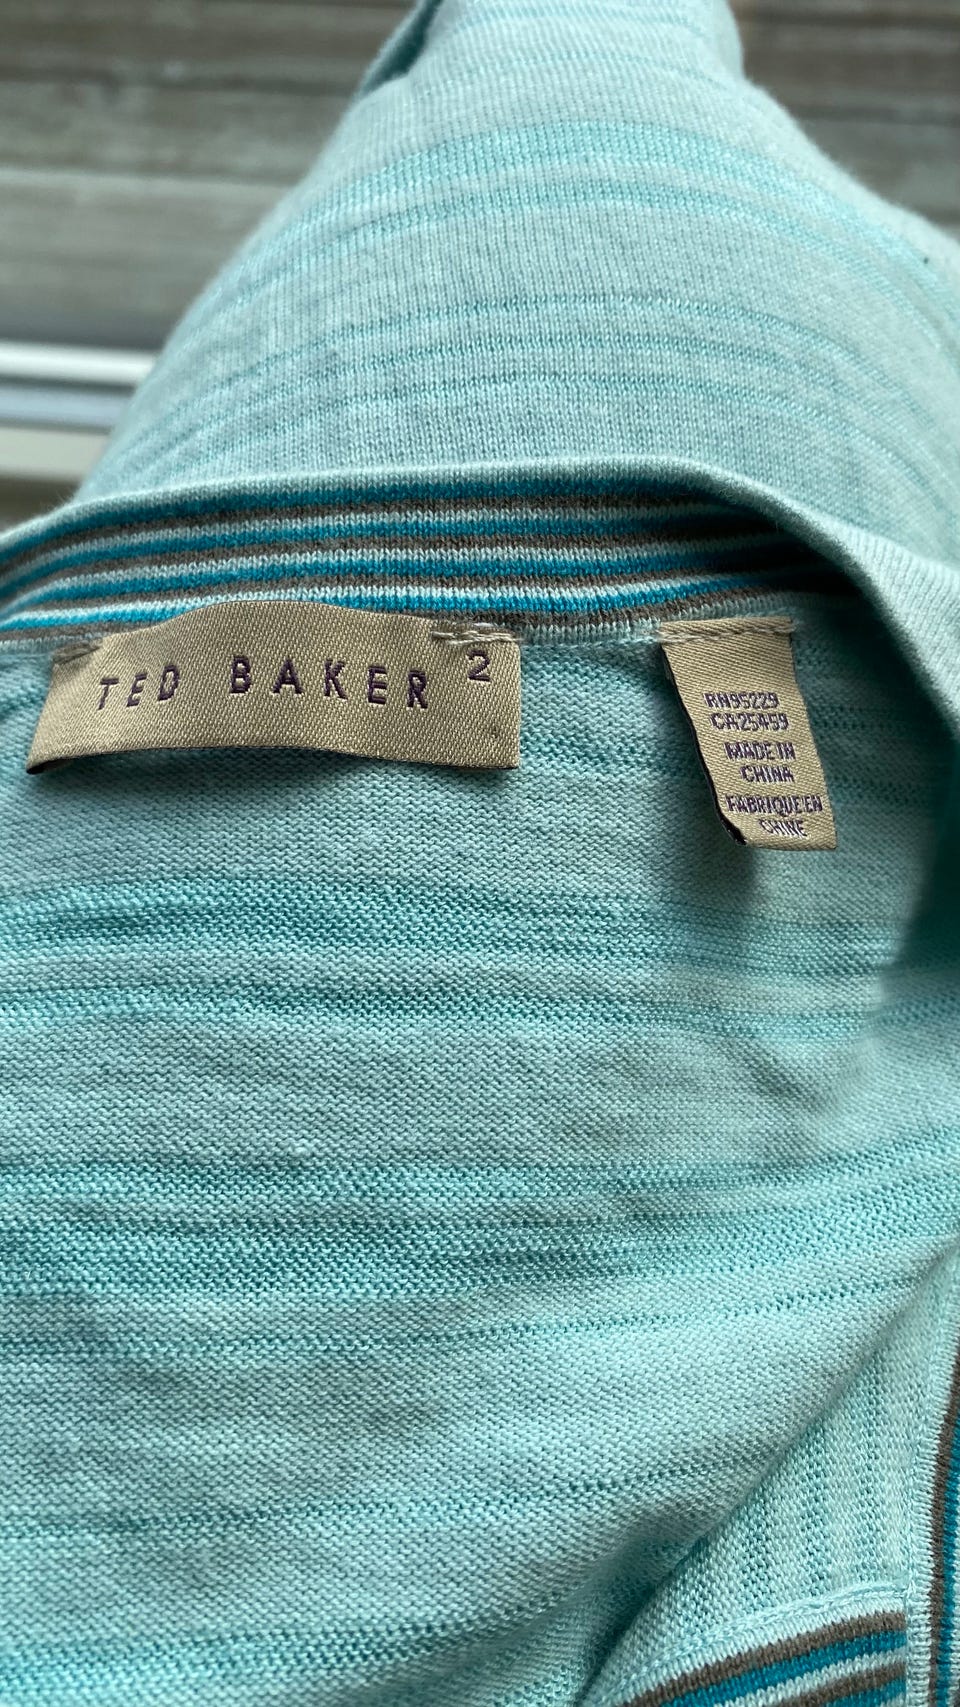 TED BAKER 2
RN95229
CA25459
MADE IN
CHINA
FABRIQUE EN
CHINE